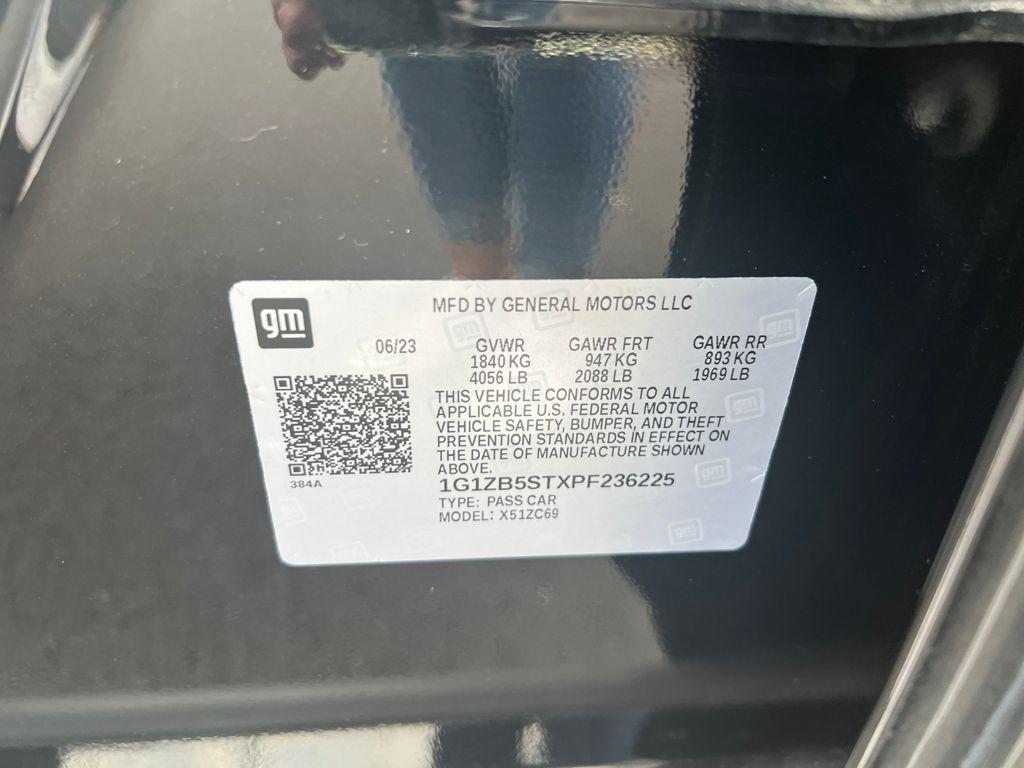 gm
MFD BY GENERAL MOTORS LLC
06/23 GVWR GAWR FRT GAWR RR
1840 KG 947 KG 893 KG
4056 LB 2088 LB 1969 LB
THIS VEHICLE CONFORMS TO ALL
APPLICABLE U.S. FEDERAL MOTOR
VEHICLE SAFETY, BUMPER, AND THEFT
PREVENTION STANDARDS IN EFFECT ON
THE DATE OF MANUFACTURE SHOWN
ABOVE.
384A
1G1ZB5STXPF236225
TYPE: PASS CAR
MODEL: X51ZC69